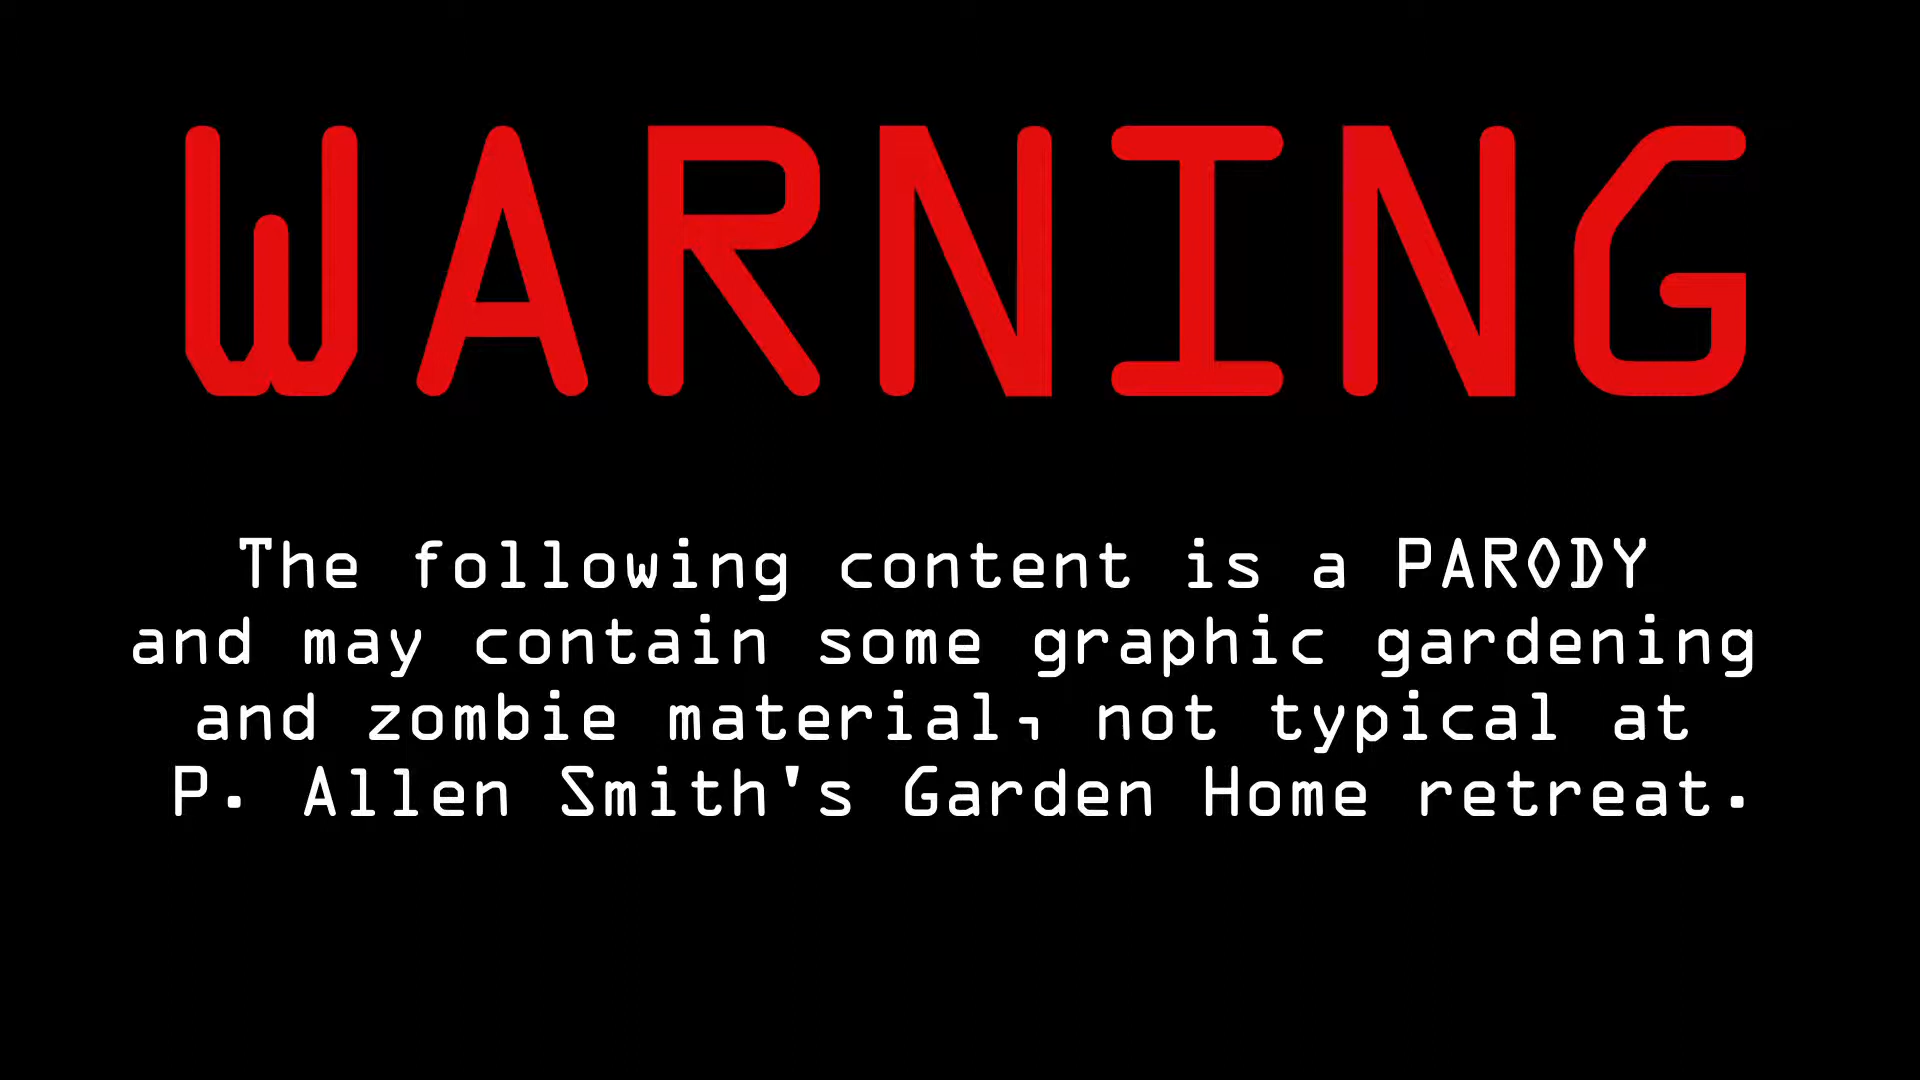 WARNING
The following content is a PARODY
and may contain some graphic gardening
and zombie material, not typical at
P. Allen Smith's Garden Home retreat.